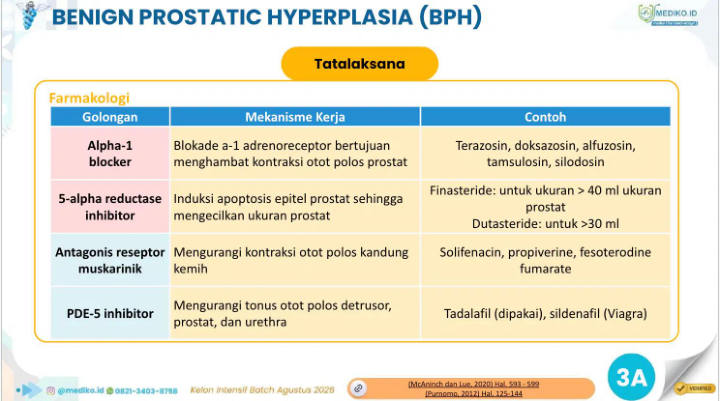 BENIGN PROSTATIC HYPERPLASIA (BPH)
MEDIKO.ID
Tatalaksana
Farmakologi
Golongan
Mekanisme Kerja
Contoh
Alpha-1
blocker
Blokade a-1 adrenoreceptor bertujuan
menghambat kontraksi otot polos prostat
Terazosin, doksazosin, alfuzosin,
tamsulosin, silodosin
5-alpha reductase
inhibitor
Induksi apoptosis epitel prostat sehingga
mengecilkan ukuran prostat
Finasteride: untuk ukuran > 40 ml ukuran
prostat
Dutasteride: untuk >30 ml
Antagonis reseptor
muskarinik
Mengurangi kontraksi otot polos kandung
kemih
Solifenacin, propiverine, fesoterodine
fumarate
PDE-5 inhibitor
Mengurangi tonus otot polos detrusor,
prostat, dan urethra
Tadalafil (dipakai), sildenafil (Viagra)
@mediko.id
0821-3403-8798
Kelon Intensif Batch Agustus 2026
(McAninch dan Lue, 2020) Hal. 593 - 599
(Purnomo, 2012) Hal. 125-144
3A
VERIFIED